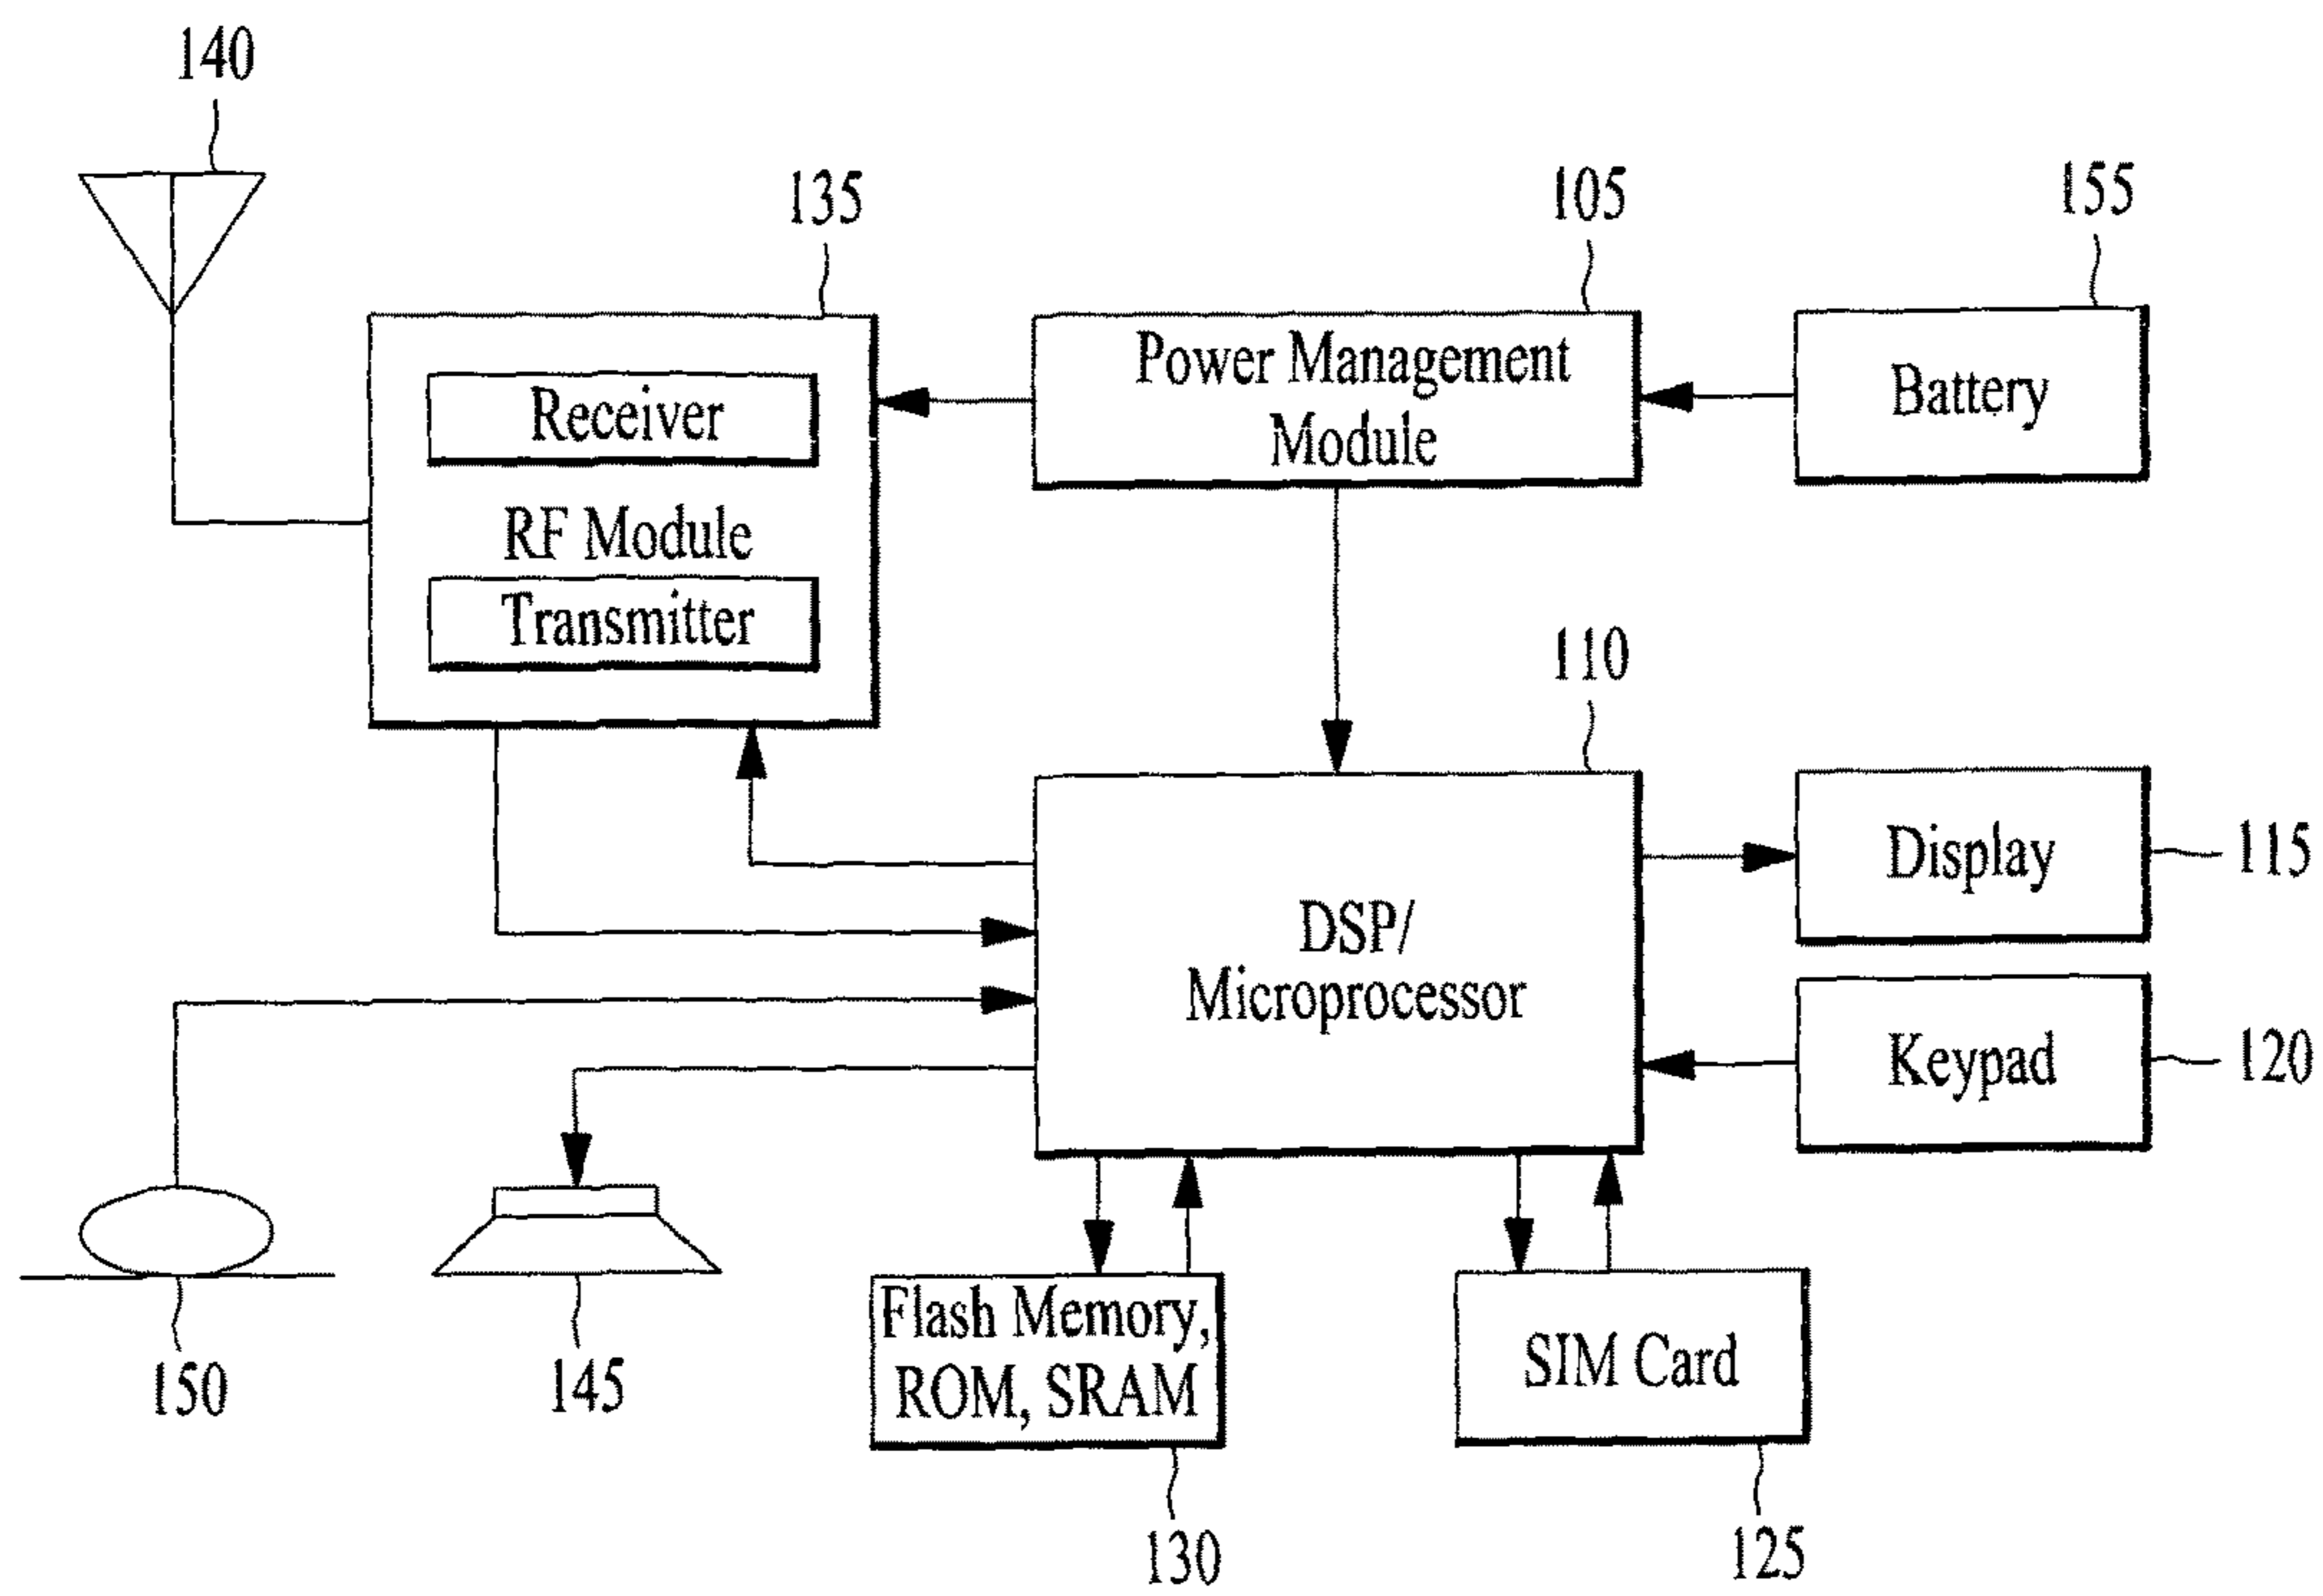 140
135
105
155
Power Management
Module
Battery
Receiver
RF Module
Transmitter
110
Display
115
DSP/
Microprocessor
Keypad
120
150
145
Flash Memory,
ROM, SRAM
SIM Card
130
125